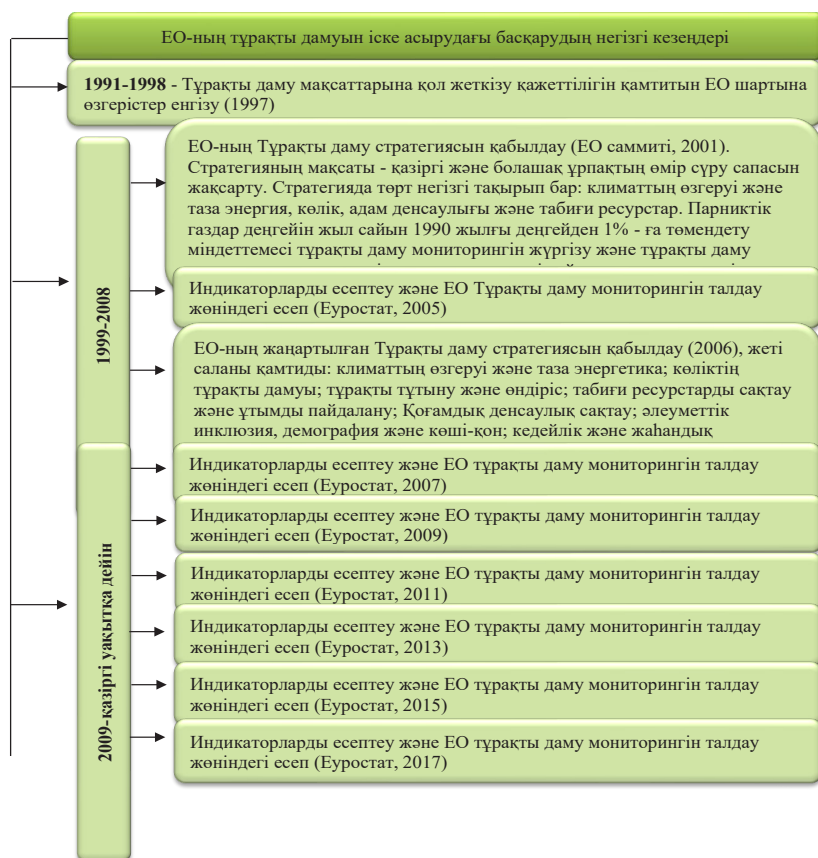 ЕО-ның тұрақты дамуын іске асырудағы басқарудың негізгі кезеңдері
1991-1998 - Тұрақты даму мақсаттарына қол жеткізу қажеттілігін қамтитын ЕО шартына
өзгерістер енгізу (1997)
1999-2008
ЕО-ның Тұрақты даму стратегиясын қабылдау (ЕО саммиті, 2001).
Стратегияның мақсаты - қазіргі және болашақ ұрпақтың өмір сүру сапасын
жақсарту. Стратегияда төрт негізгі тақырып бар: климаттың өзгеруі және
таза энергия, көлік, адам денсаулығы және табиғи ресурстар. Парниктік
газдар деңгейін жыл сайын 1990 жылғы деңгейден 1% - ға төмендету
міндеттемесі тұрақты даму мониторингін жүргізу және тұрақты даму
Индикаторларды есептеу және ЕО Тұрақты даму мониторингін талдау
жөніндегі есеп (Еуростат, 2005)
ЕО-ның жаңартылған Тұрақты даму стратегиясын қабылдау (2006), жеті
саланы қамтиды: климаттың өзгеруі және таза энергетика; көліктің
тұрақты дамуы; тұрақты тұтыну және өндіріс; табиғи ресурстарды сақтау
және ұтымды пайдалану; Қоғамдық денсаулық сақтау; әлеуметтік
инклюзия, демография және көші-қон; кедейлік және жаһандық
2009-қазіргі уақытқа дейін
Индикаторларды есептеу және ЕО тұрақты даму мониторингін талдау
жөніндегі есеп (Еуростат, 2007)
Индикаторларды есептеу және ЕО тұрақты даму мониторингін талдау
жөніндегі есеп (Еуростат, 2009)
Индикаторларды есептеу және ЕО тұрақты даму мониторингін талдау
жөніндегі есеп (Еуростат, 2011)
Индикаторларды есептеу және ЕО тұрақты даму мониторингін талдау
жөніндегі есеп (Еуростат, 2013)
Индикаторларды есептеу және ЕО тұрақты даму мониторингін талдау
жөніндегі есеп (Еуростат, 2015)
Индикаторларды есептеу және ЕО тұрақты даму мониторингін талдау
жөніндегі есеп (Еуростат, 2017)